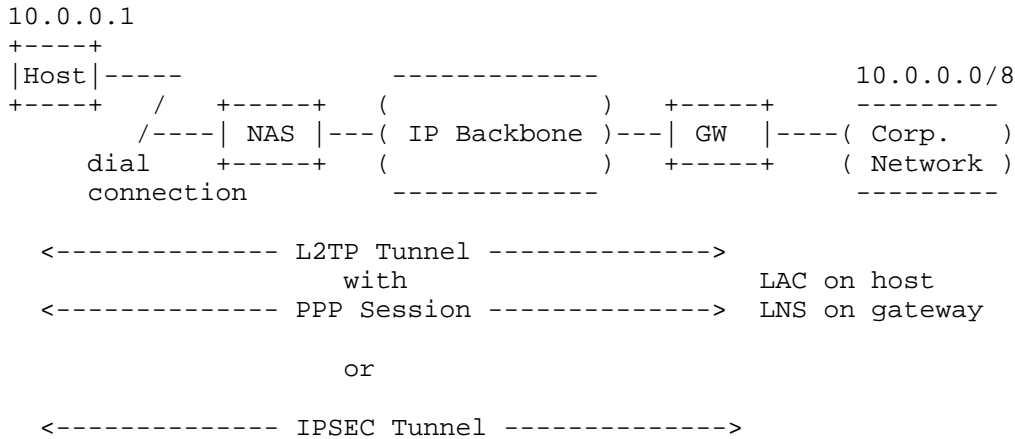 10.0.0.1
+----+
|Host|-----                -------------                 10.0.0.0/8
+----+  /   +-----+   (               )   +-----+     ---------
       /----| NAS |---( IP Backbone )---| GW  |----( Corp.    )
    dial    +-----+   (               )   +-----+    ( Network )
    connection          -------------                 ---------
<-------------- L2TP Tunnel -------------->
with                         LAC on host
<-------------- PPP Session -------------->   LNS on gateway
or
<-------------- IPSEC Tunnel -------------->